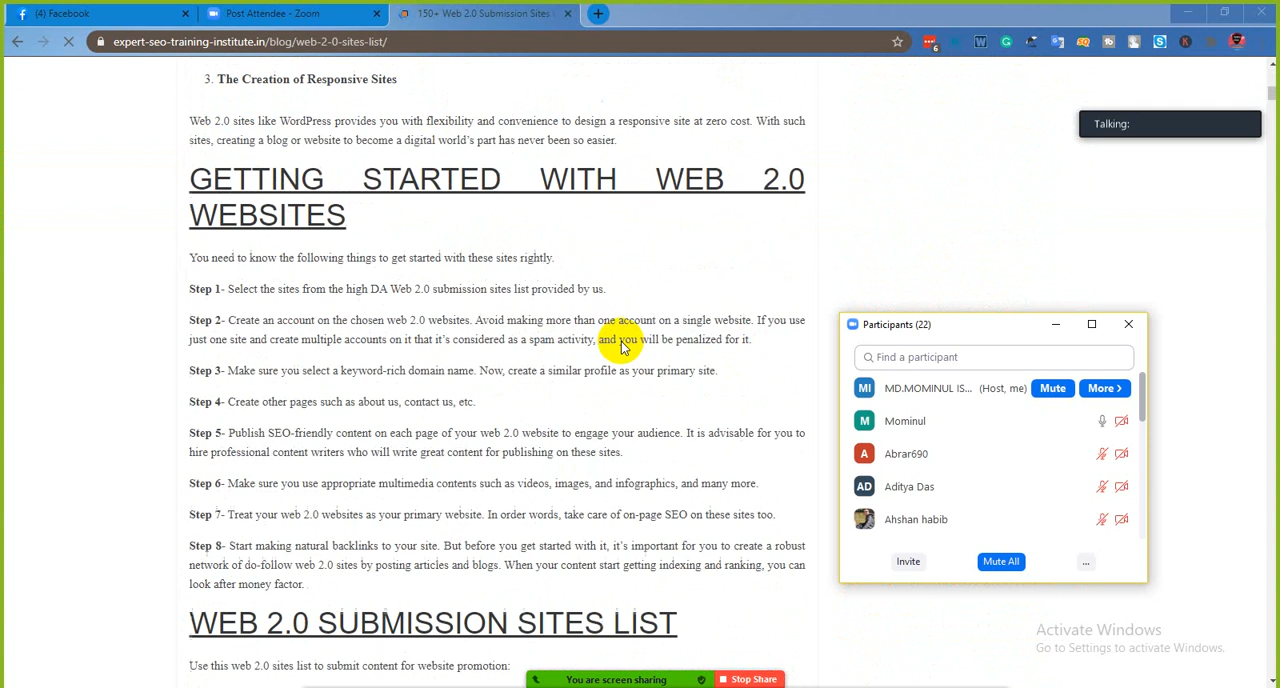 (4) Facebook
Post Attendee - Zoom
150+ Web 2.0 Submission Sites
expert-seo-training-institute.in/blog/web-2-0-sites-list/
3. The Creation of Responsive Sites
Talking:
Web 2.0 sites like WordPress provides you with flexibility and convenience to design a responsive site at zero cost. With such
sites, creating a blog or website to become a digital world's part has never been so easier.
GETTING STARTED WITH WEB 2.0
WEBSITES
You need to know the following things to get started with these sites rightly.
Step 1- Select the sites from the high DA Web 2.0 submission sites list provided by us.
Step 2- Create an account on the chosen web 2.0 websites. Avoid making more than one account on a single website. If you use
just one site and create multiple accounts on it that it's considered as a spam activity, and you will be penalized for it.
Step 3- Make sure you select a keyword-rich domain name. Now, create a similar profile as your primary site.
Step 4- Create other pages such as about us, contact us, etc.
Step 5- Publish SEO-friendly content on each page of your web 2.0 website to engage your audience. It is advisable for you to
hire professional content writers who will write great content for publishing on these sites.
Step 6- Make sure you use appropriate multimedia contents such as videos, images, and infographics, and many more.
Step 7- Treat your web 2.0 websites as your primary website. In order words, take care of on-page SEO on these sites too.
Step 8- Start making natural backlinks to your site. But before you get started with it, it's important for you to create a robust
network of do-follow web 2.0 sites by posting articles and blogs. When your content start getting indexing and ranking, you can
look after money factor.
WEB 2.0 SUBMISSION SITES LIST
Use this web 2.0 sites list to submit content for website promotion:
Participants (22)
Find a participant
MI MD.MOMINUL IS... (Host, me) Mute More >
M Mominul
A Abrar690
AD Aditya Das
Ahshan habib
Invite Mute All ...
Activate Windows
Go to Settings to activate Windows.
You are screen sharing Stop Share